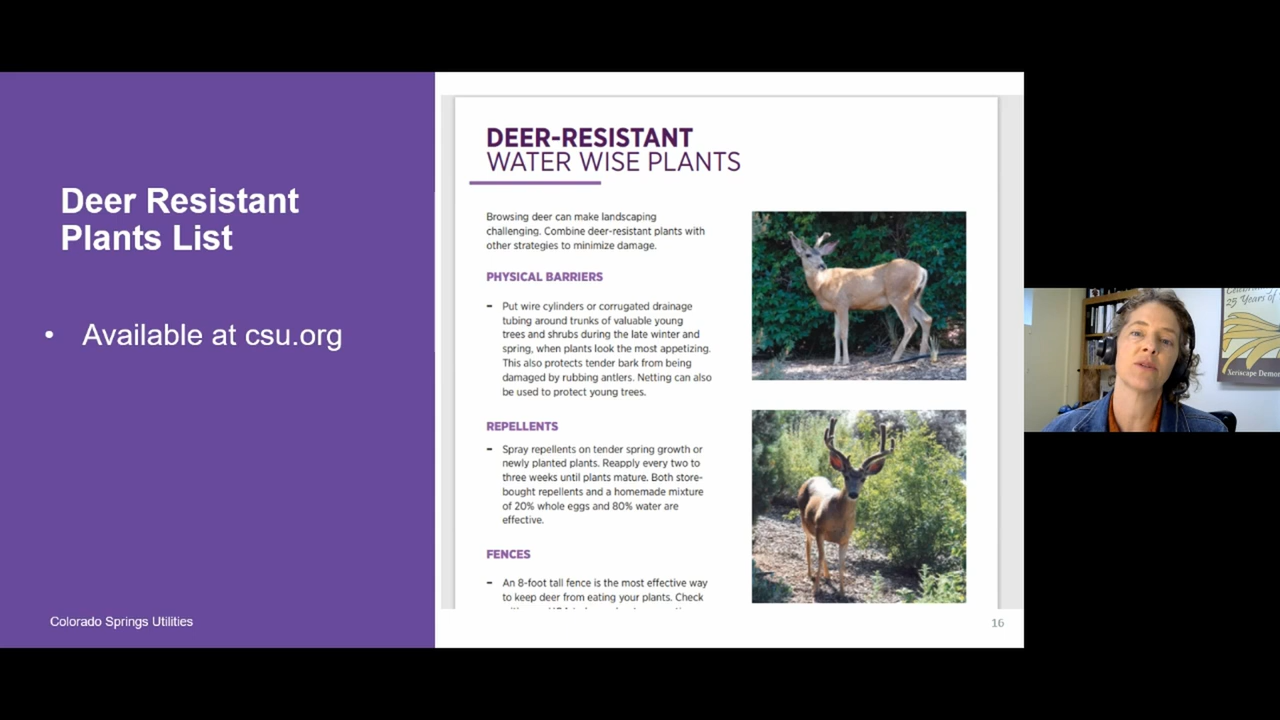 Deer Resistant
Plants List
• Available at csu.org
Colorado Springs Utilities
DEER-RESISTANT
WATER WISE PLANTS
Browsing deer can make landscaping
challenging. Combine deer-resistant plants with
other strategies to minimize damage.
PHYSICAL BARRIERS
– Put wire cylinders or corrugated drainage
tubing around trunks of valuable young
trees and shrubs during the late winter and
spring, when plants look the most appetizing.
This also protects tender bark from being
damaged by rubbing antlers. Netting can also
be used to protect young trees.
REPELLENTS
– Spray repellents on tender spring growth or
newly planted plants. Reapply every two to
three weeks until plants mature. Both store-
bought repellents and a homemade mixture
of 20% whole eggs and 80% water are
effective.
FENCES
– An 8-foot tall fence is the most effective way
to keep deer from eating your plants. Check
16
25 Years of
Xeriscape